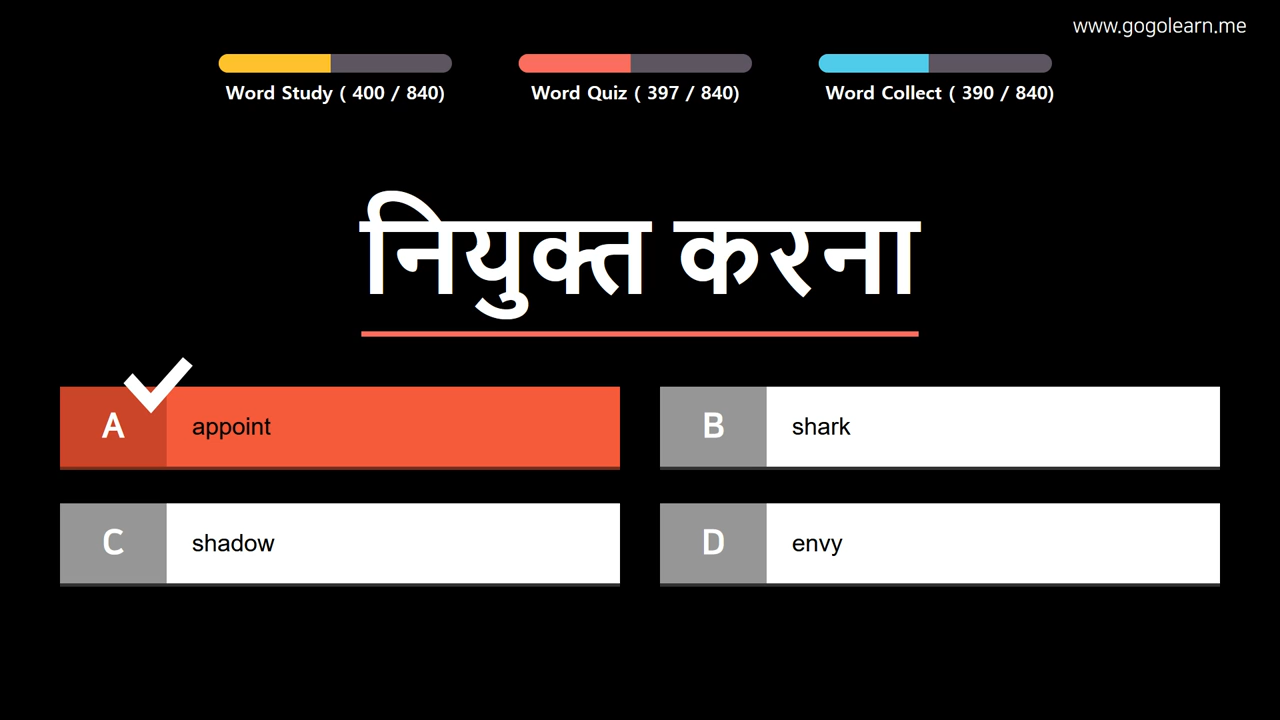 www.gogolearn.me
Word Study ( 400 / 840)
Word Quiz ( 397 / 840)
Word Collect ( 390 / 840)
नियुक्त करना
A
appoint
B
shark
C
shadow
D
envy